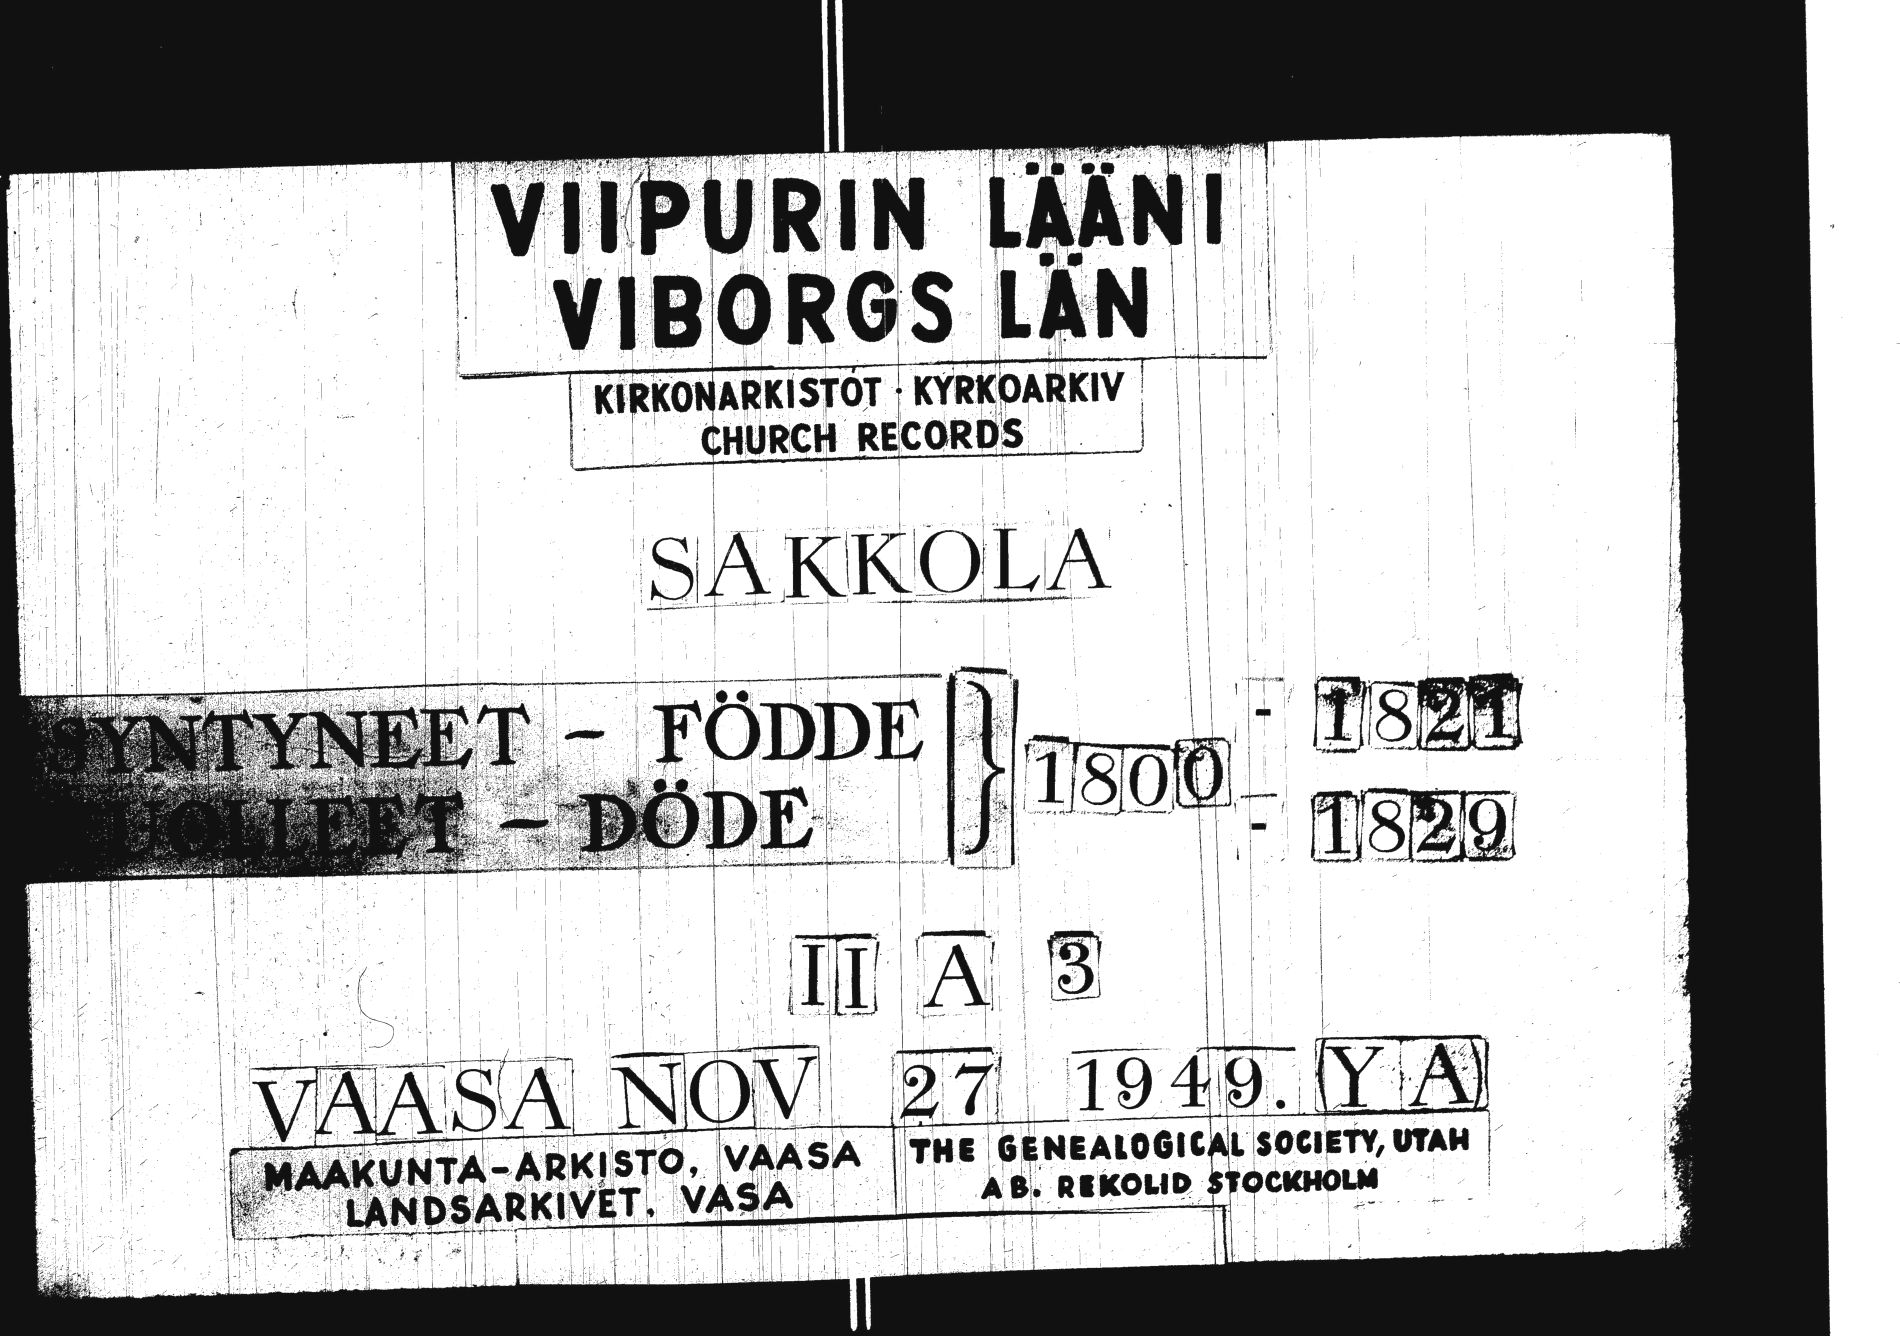 VIIPURIN LÄÄNI
VIBORGS LÄN
KIRKONARKISTOT · KYRKOARKIV
CHURCH RECORDS
SAKKOLA
SYNTYNEET – FÖDDE } 1800 - 1821
KUOLLEET – DÖDE - 1829
II A 3
VAASA NOV 27 1949. (Y A)
MAAKUNTA-ARKISTO, VAASA
LANDSARKIVET. VASA
THE GENEALOGICAL SOCIETY, UTAH
AB. REKOLID STOCKHOLM